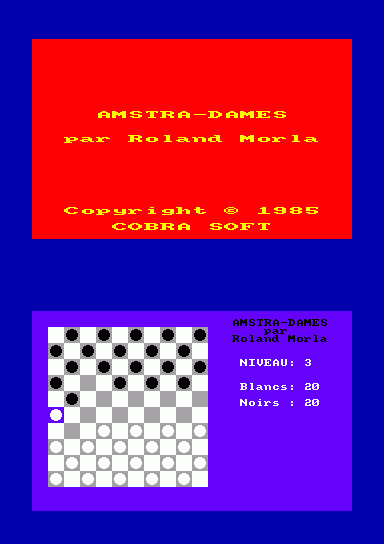 AMSTRA-DAMES
par Roland Morla
Copyright © 1985
COBRA SOFT
AMSTRA-DAMES
par
Roland Morla
NIVEAU: 3
Blancs: 20
Noirs : 20